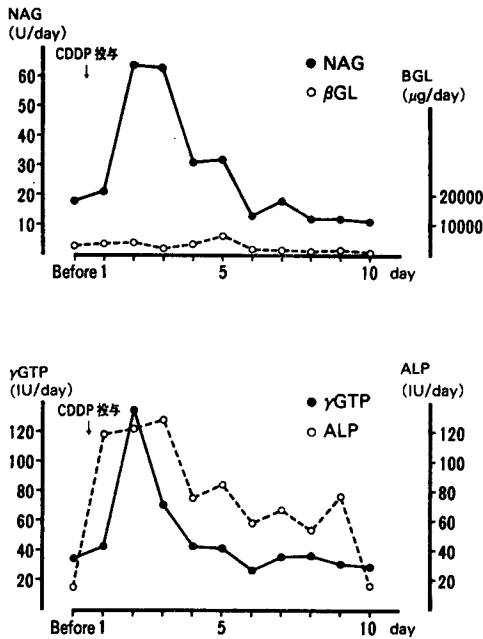 NAG
(U/day)
CDDP 投与
↓
● NAG
○ βGL
BGL
(μg/day)
60
50
40
30
20
10
20000
10000
Before 1 5 10 day
γGTP
(IU/day)
CDDP 投与
↓
● γGTP
○ ALP
ALP
(IU/day)
120
100
80
60
40
20
120
100
80
60
40
20
Before 1 5 10 day